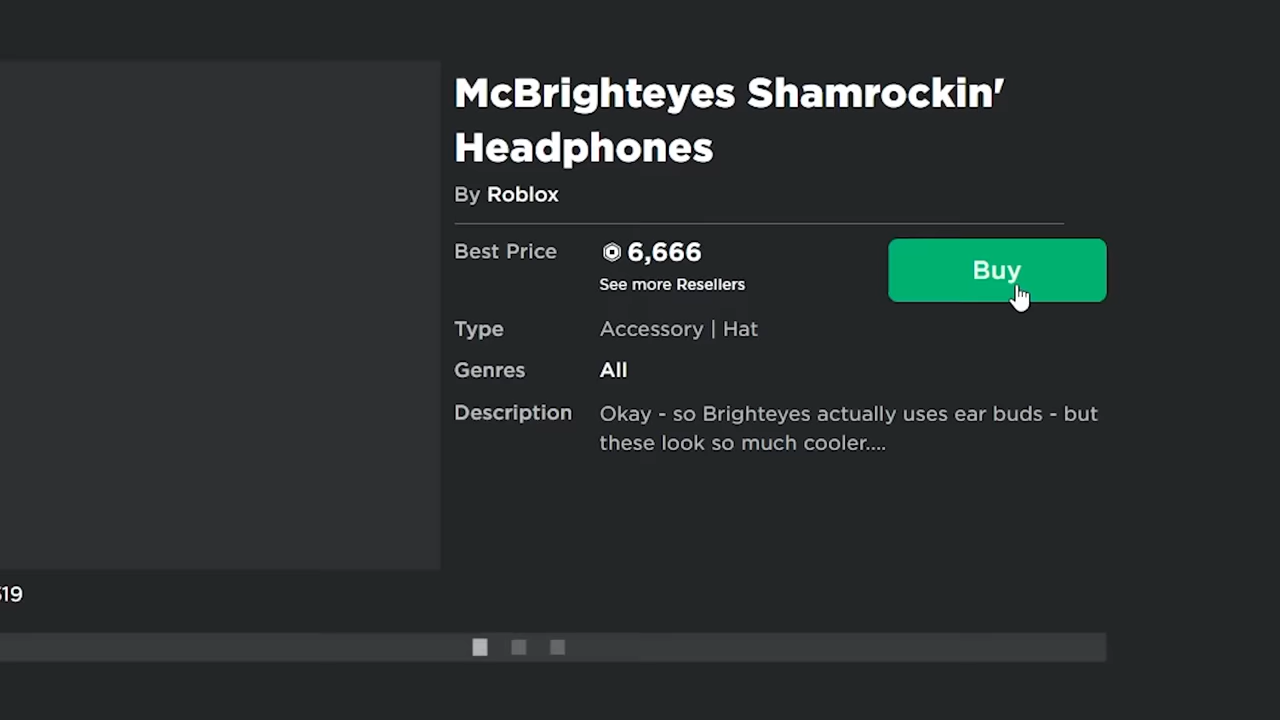 McBrighteyes Shamrockin'
Headphones
By Roblox
Best Price 6,666
See more Resellers
Buy
Type Accessory | Hat
Genres All
Description Okay - so Brighteyes actually uses ear buds - but
these look so much cooler....
19